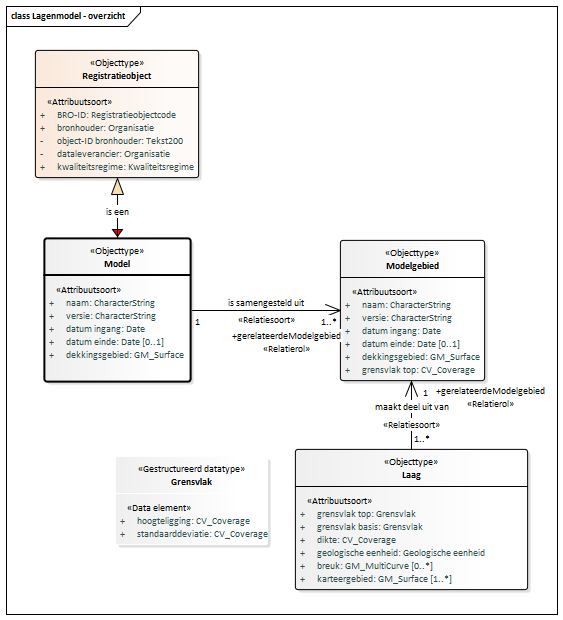 class Lagenmodel - overzicht
«Objecttype»
Registratieobject
«Attribuutsoort»
+ BRO-ID: Registratieobjectcode
+ bronhouder: Organisatie
- object-ID bronhouder: Tekst200
- dataleverancier: Organisatie
+ kwaliteitsregime: Kwaliteitsregime
is een
«Objecttype»
Model
«Attribuutsoort»
+ naam: CharacterString
+ versie: CharacterString
+ datum ingang: Date
+ datum einde: Date [0..1]
+ dekkingsgebied: GM_Surface
is samengesteld uit
1
«Relatiesoort»
1..*
+gerelateerdeModelgebied
«Relatierol»
«Objecttype»
Modelgebied
«Attribuutsoort»
+ naam: CharacterString
+ versie: CharacterString
+ datum ingang: Date
+ datum einde: Date [0..1]
+ dekkingsgebied: GM_Surface
+ grensvlak top: CV_Coverage
1
+gerelateerdeModelgebied
«Relatierol»
maakt deel uit van
«Relatiesoort»
1..*
«Gestructureerd datatype»
Grensvlak
«Data element»
+ hoogteligging: CV_Coverage
+ standaarddeviatie: CV_Coverage
«Objecttype»
Laag
«Attribuutsoort»
+ grensvlak top: Grensvlak
+ grensvlak basis: Grensvlak
+ dikte: CV_Coverage
+ geologische eenheid: Geologische eenheid
+ breuk: GM_MultiCurve [0..*]
+ karteergebied: GM_Surface [1..*]